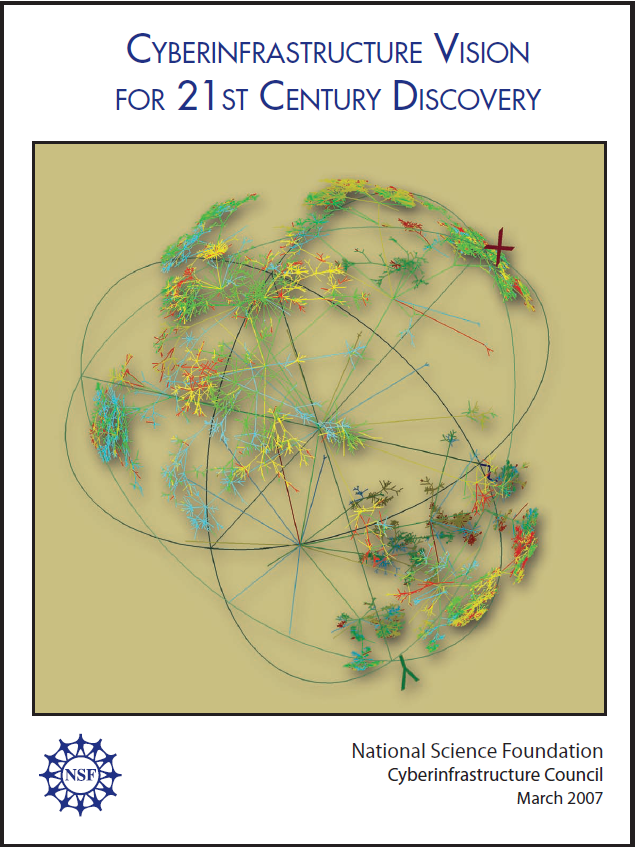 Cyberinfrastructure Vision
for 21st Century Discovery
NSF
National Science Foundation
Cyberinfrastructure Council
March 2007